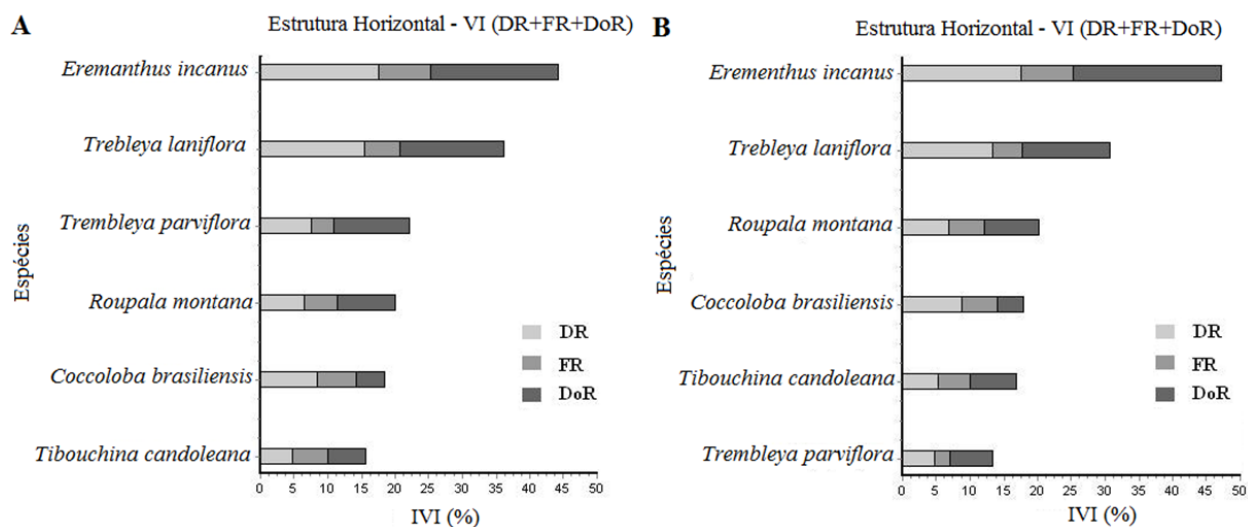 A
Estrutura Horizontal - VI (DR+FR+DoR)
Espécies
Eremanthus incanus
Trebleya laniflora
Trembleya parviflora
Roupala montana
Coccoloba brasiliensis
Tibouchina candoleana
DR
FR
DoR
0 5 10 15 20 25 30 35 40 45 50
IVI (%)
B
Estrutura Horizontal - VI (DR+FR+DoR)
Espécies
Erementhus incanus
Trebleya laniflora
Roupala montana
Coccoloba brasiliensis
Tibouchina candoleana
Trembleya parviflora
DR
FR
DoR
0 5 10 15 20 25 30 35 40 45 50
IVI (%)